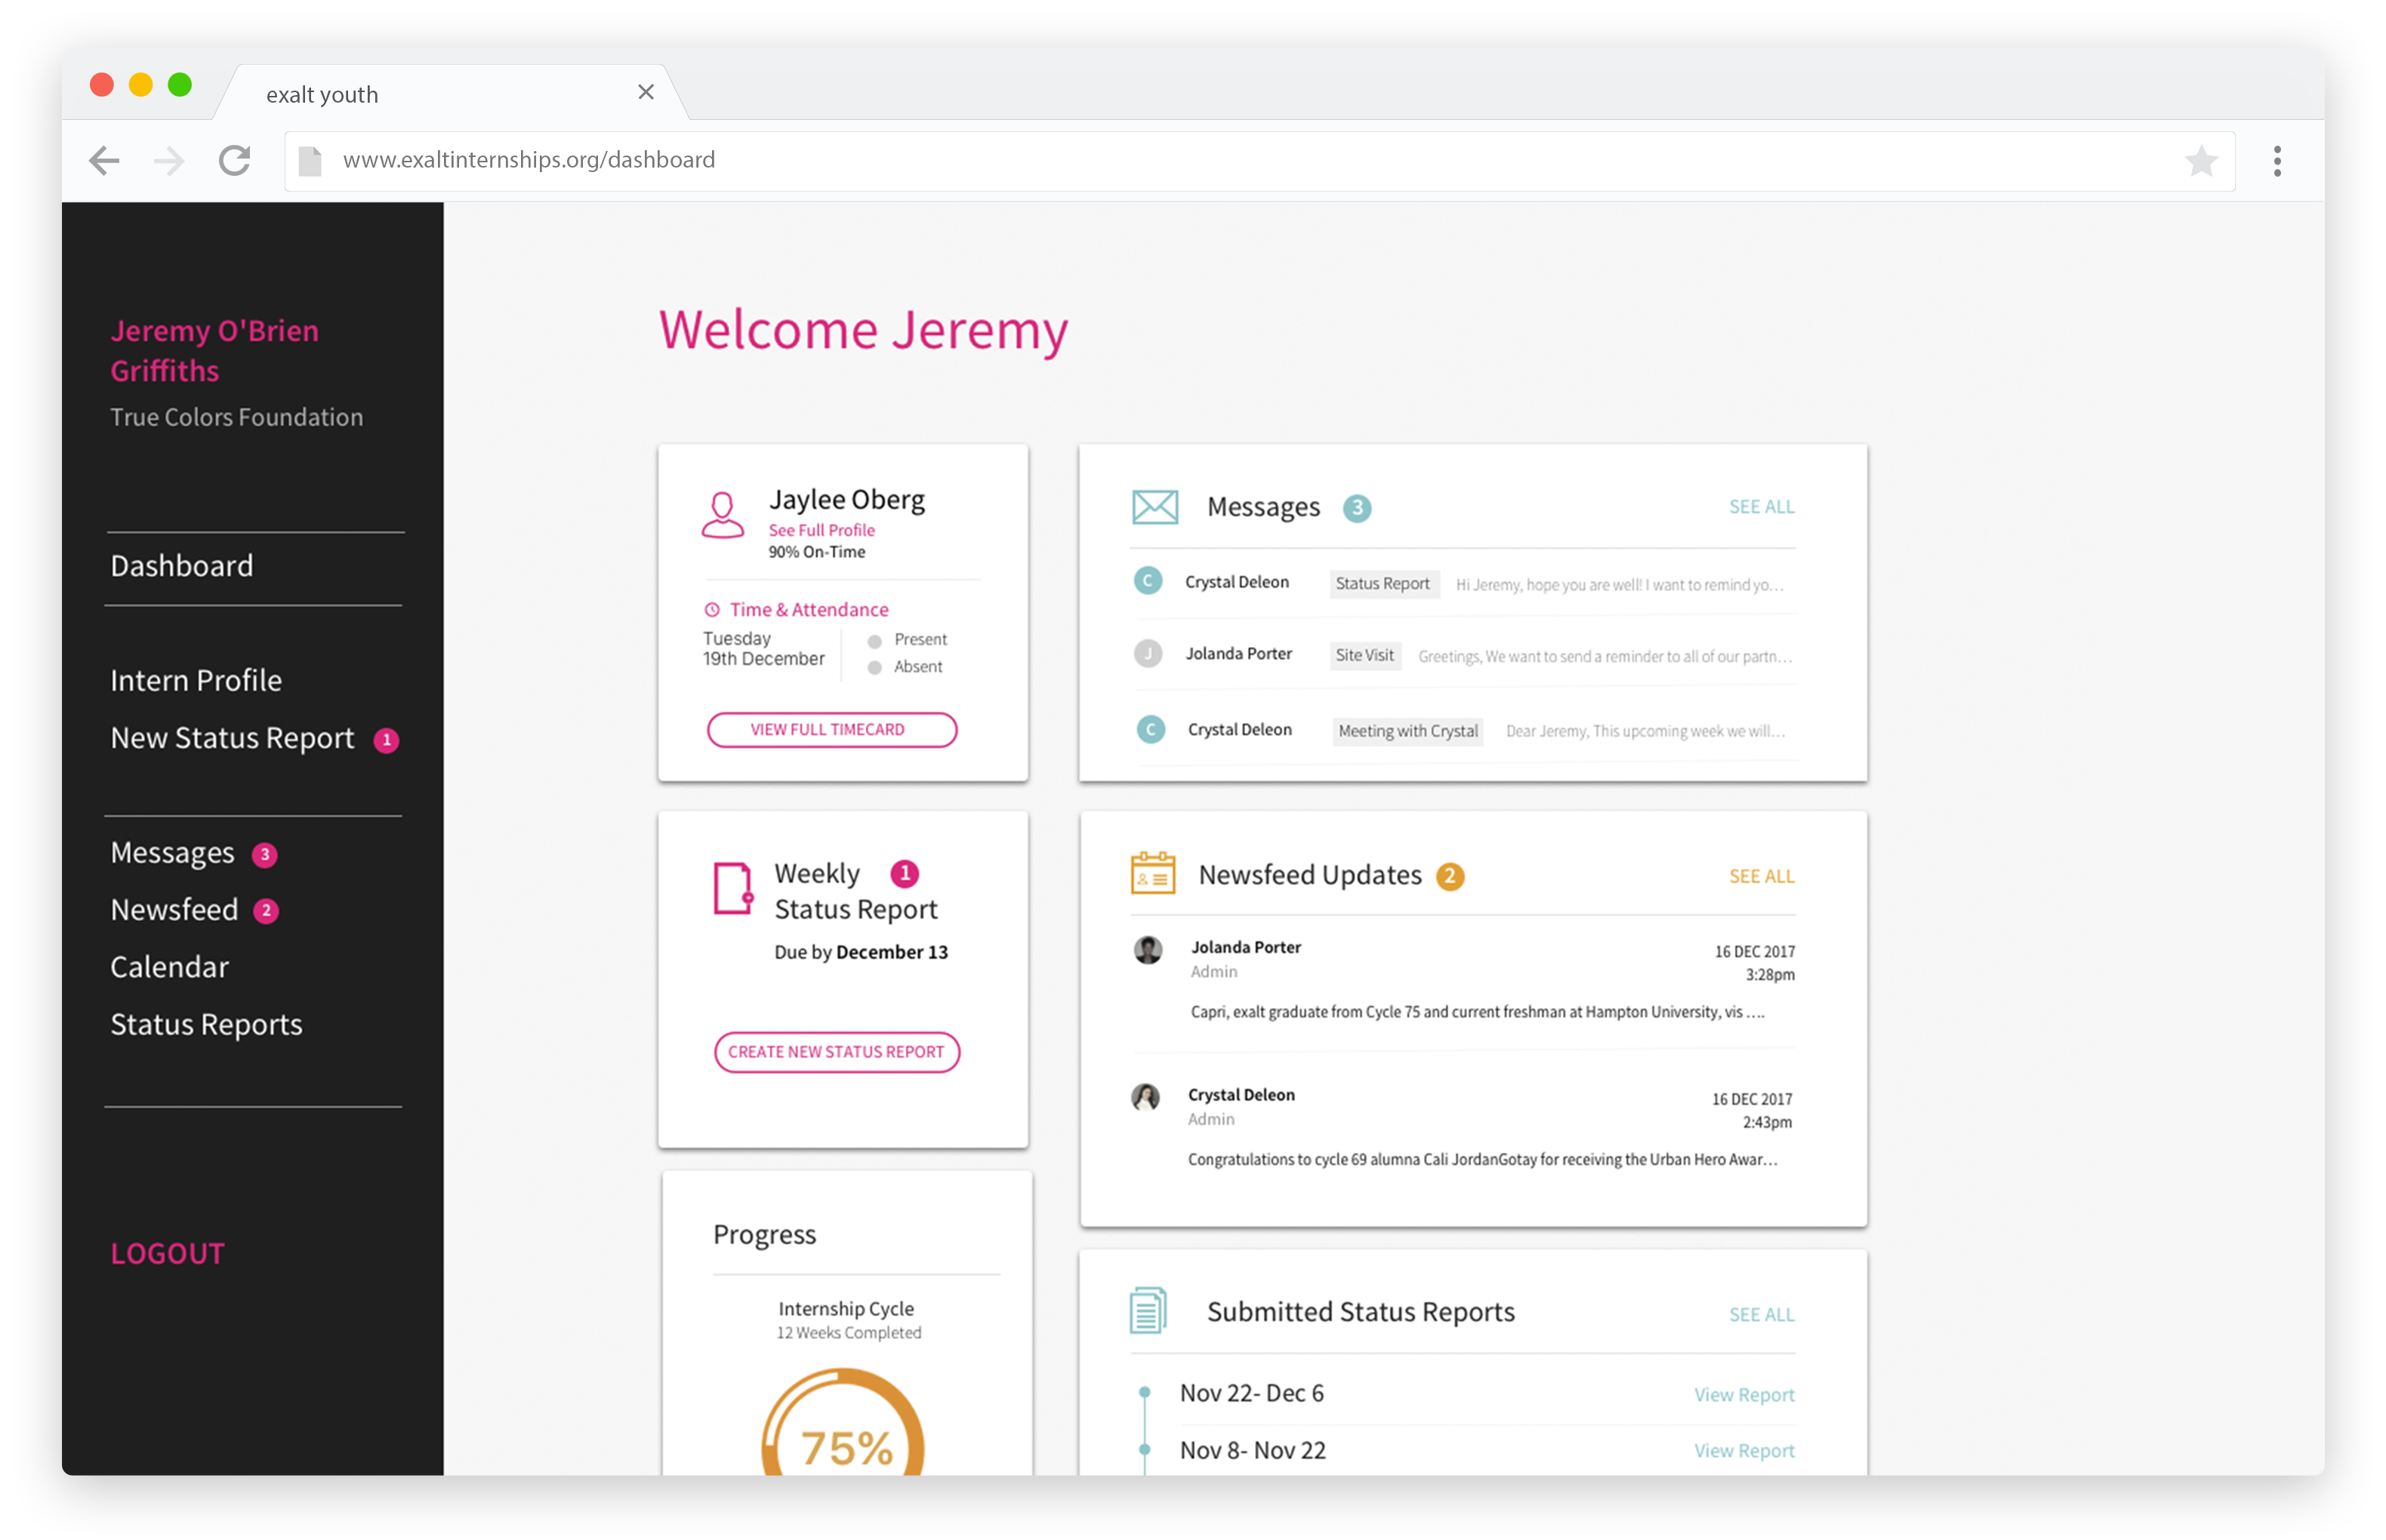 exalt youth
www.exaltinternships.org/dashboard
Jeremy O'Brien
Griffiths
True Colors Foundation
Dashboard
Intern Profile
New Status Report 1
Messages 3
Newsfeed 2
Calendar
Status Reports
LOGOUT
Welcome Jeremy
Jaylee Oberg
See Full Profile
90% On-Time
Time & Attendance
Tuesday
19th December
Present
Absent
VIEW FULL TIMECARD
Messages 3 SEE ALL
C Crystal Deleon Status Report Hi Jeremy, hope you are well! I want to remind yo...
J Jolanda Porter Site Visit Greetings, We want to send a reminder to all of our partn...
C Crystal Deleon Meeting with Crystal Dear Jeremy, This upcoming week we will...
Weekly 1
Status Report
Due by December 13
CREATE NEW STATUS REPORT
Newsfeed Updates 2 SEE ALL
Jolanda Porter 16 DEC 2017
Admin 3:28pm
Capri, exalt graduate from Cycle 75 and current freshman at Hampton University, vis ....
Crystal Deleon 16 DEC 2017
Admin 2:43pm
Congratulations to cycle 69 alumna Cali JordanGotay for receiving the Urban Hero Awar...
Progress
Internship Cycle
12 Weeks Completed
75%
Submitted Status Reports SEE ALL
Nov 22- Dec 6 View Report
Nov 8- Nov 22 View Report